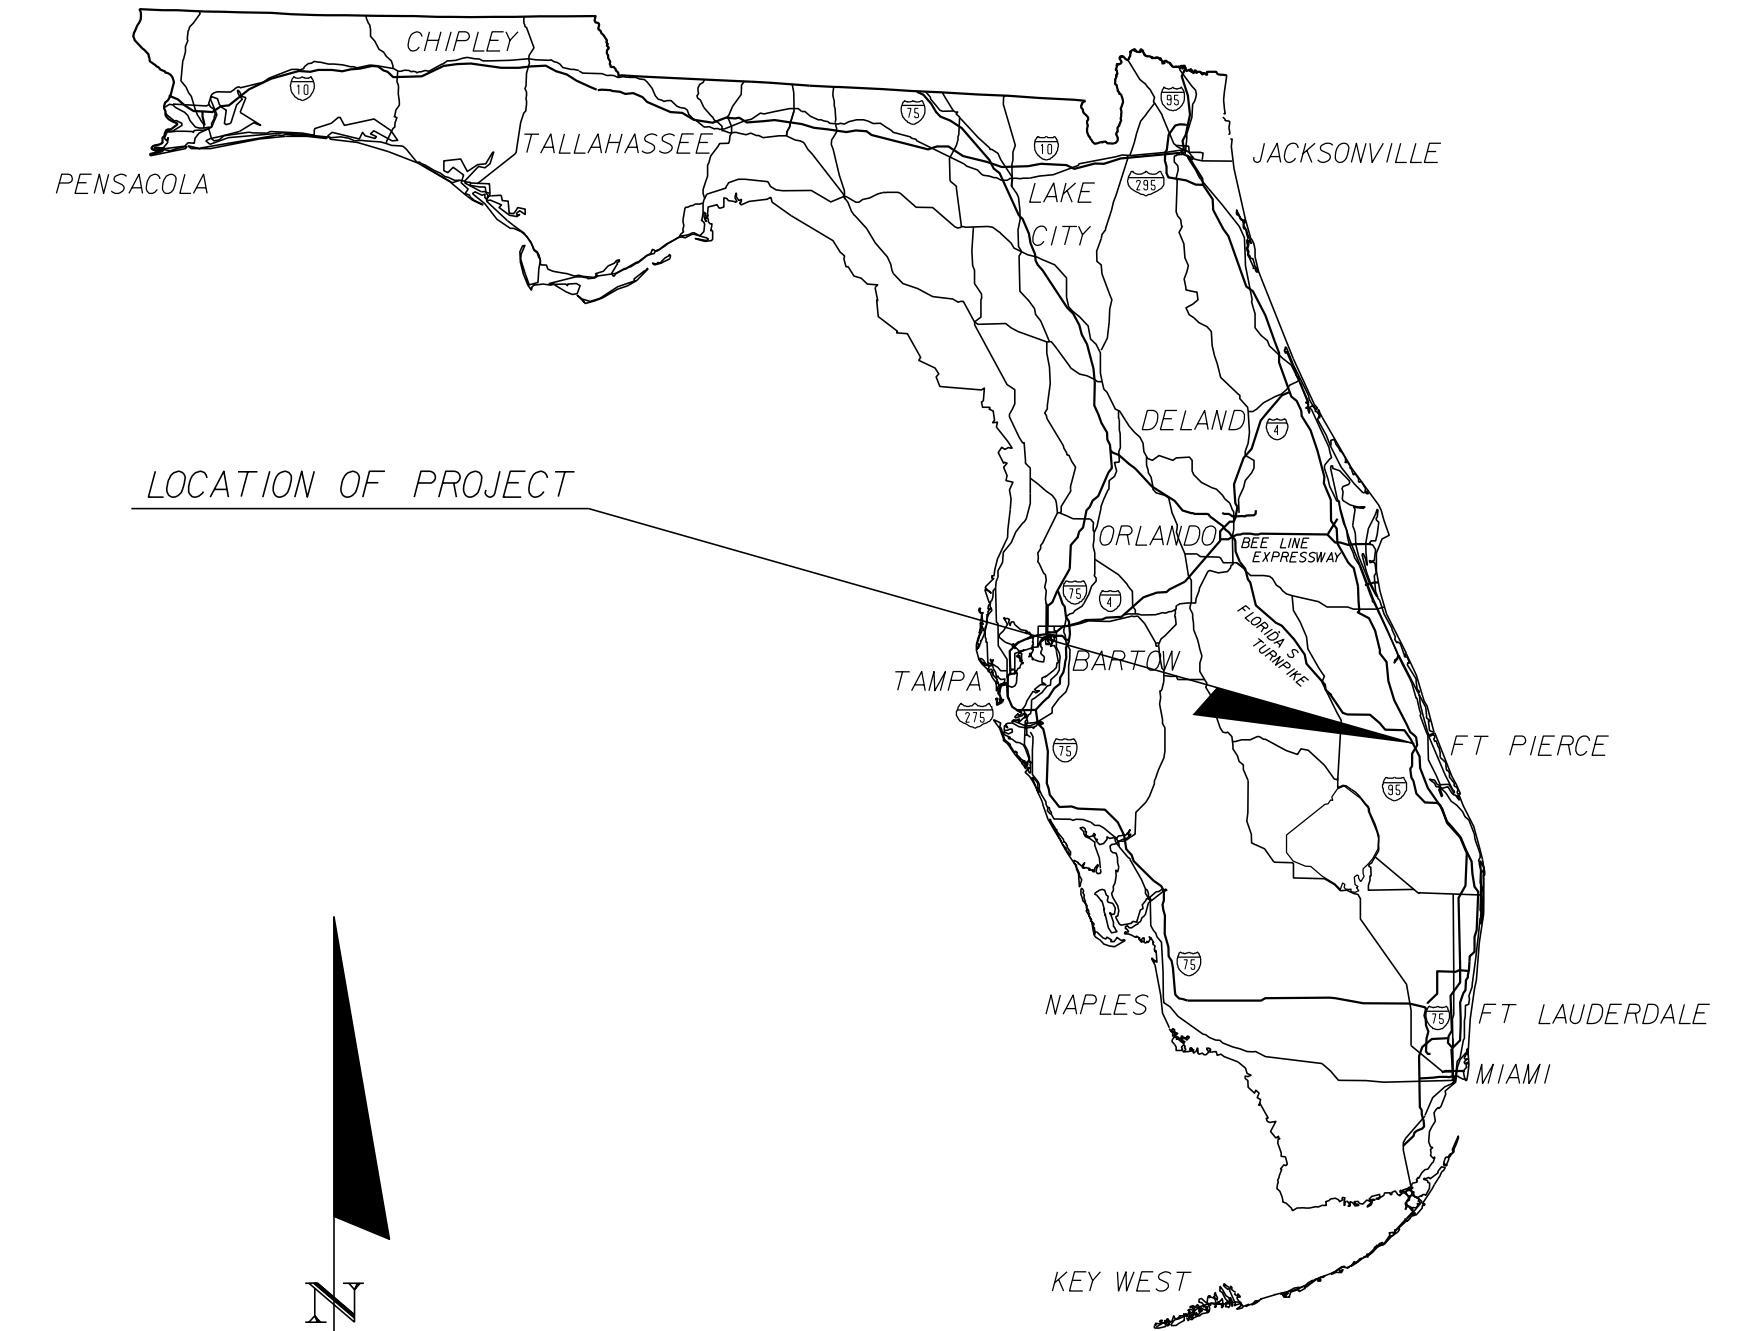 CHIPLEY
10
75
95
TALLAHASSEE
10
JACKSONVILLE
PENSACOLA
295
LAKE
CITY
DELAND
4
LOCATION OF PROJECT
ORLANDO
BEE LINE
EXPRESSWAY
75
4
FLORIDA S
TURNPIKE
BARTOW
TAMPA
275
75
FT PIERCE
95
75
NAPLES
75
FT LAUDERDALE
MIAMI
KEY WEST
N